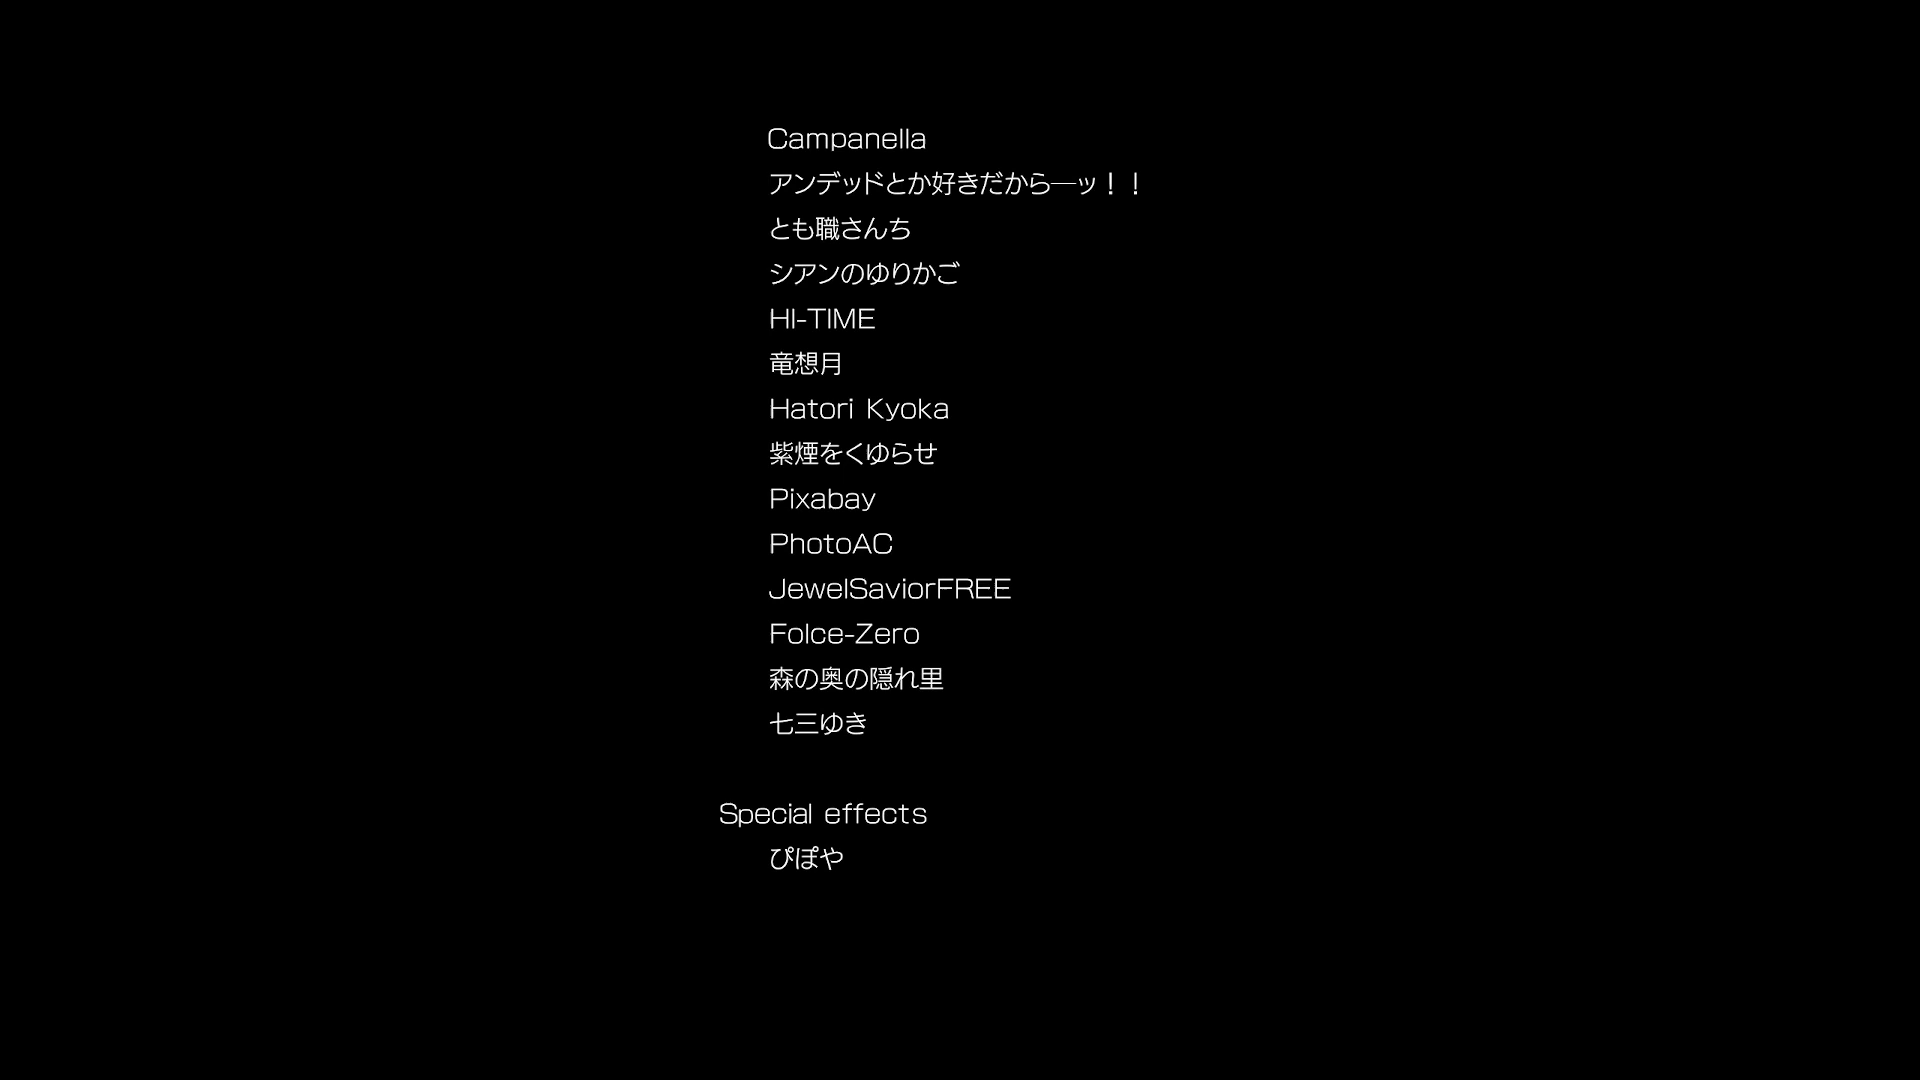 Campanella
アンデッドとか好きだから―ッ！！
とも職さんち
シアンのゆりかご
HI-TIME
竜想月
Hatori Kyoka
紫煙をくゆらせ
Pixabay
PhotoAC
JewelSaviorFREE
Folce-Zero
森の奥の隠れ里
七三ゆき
Special effects
ぴぽや